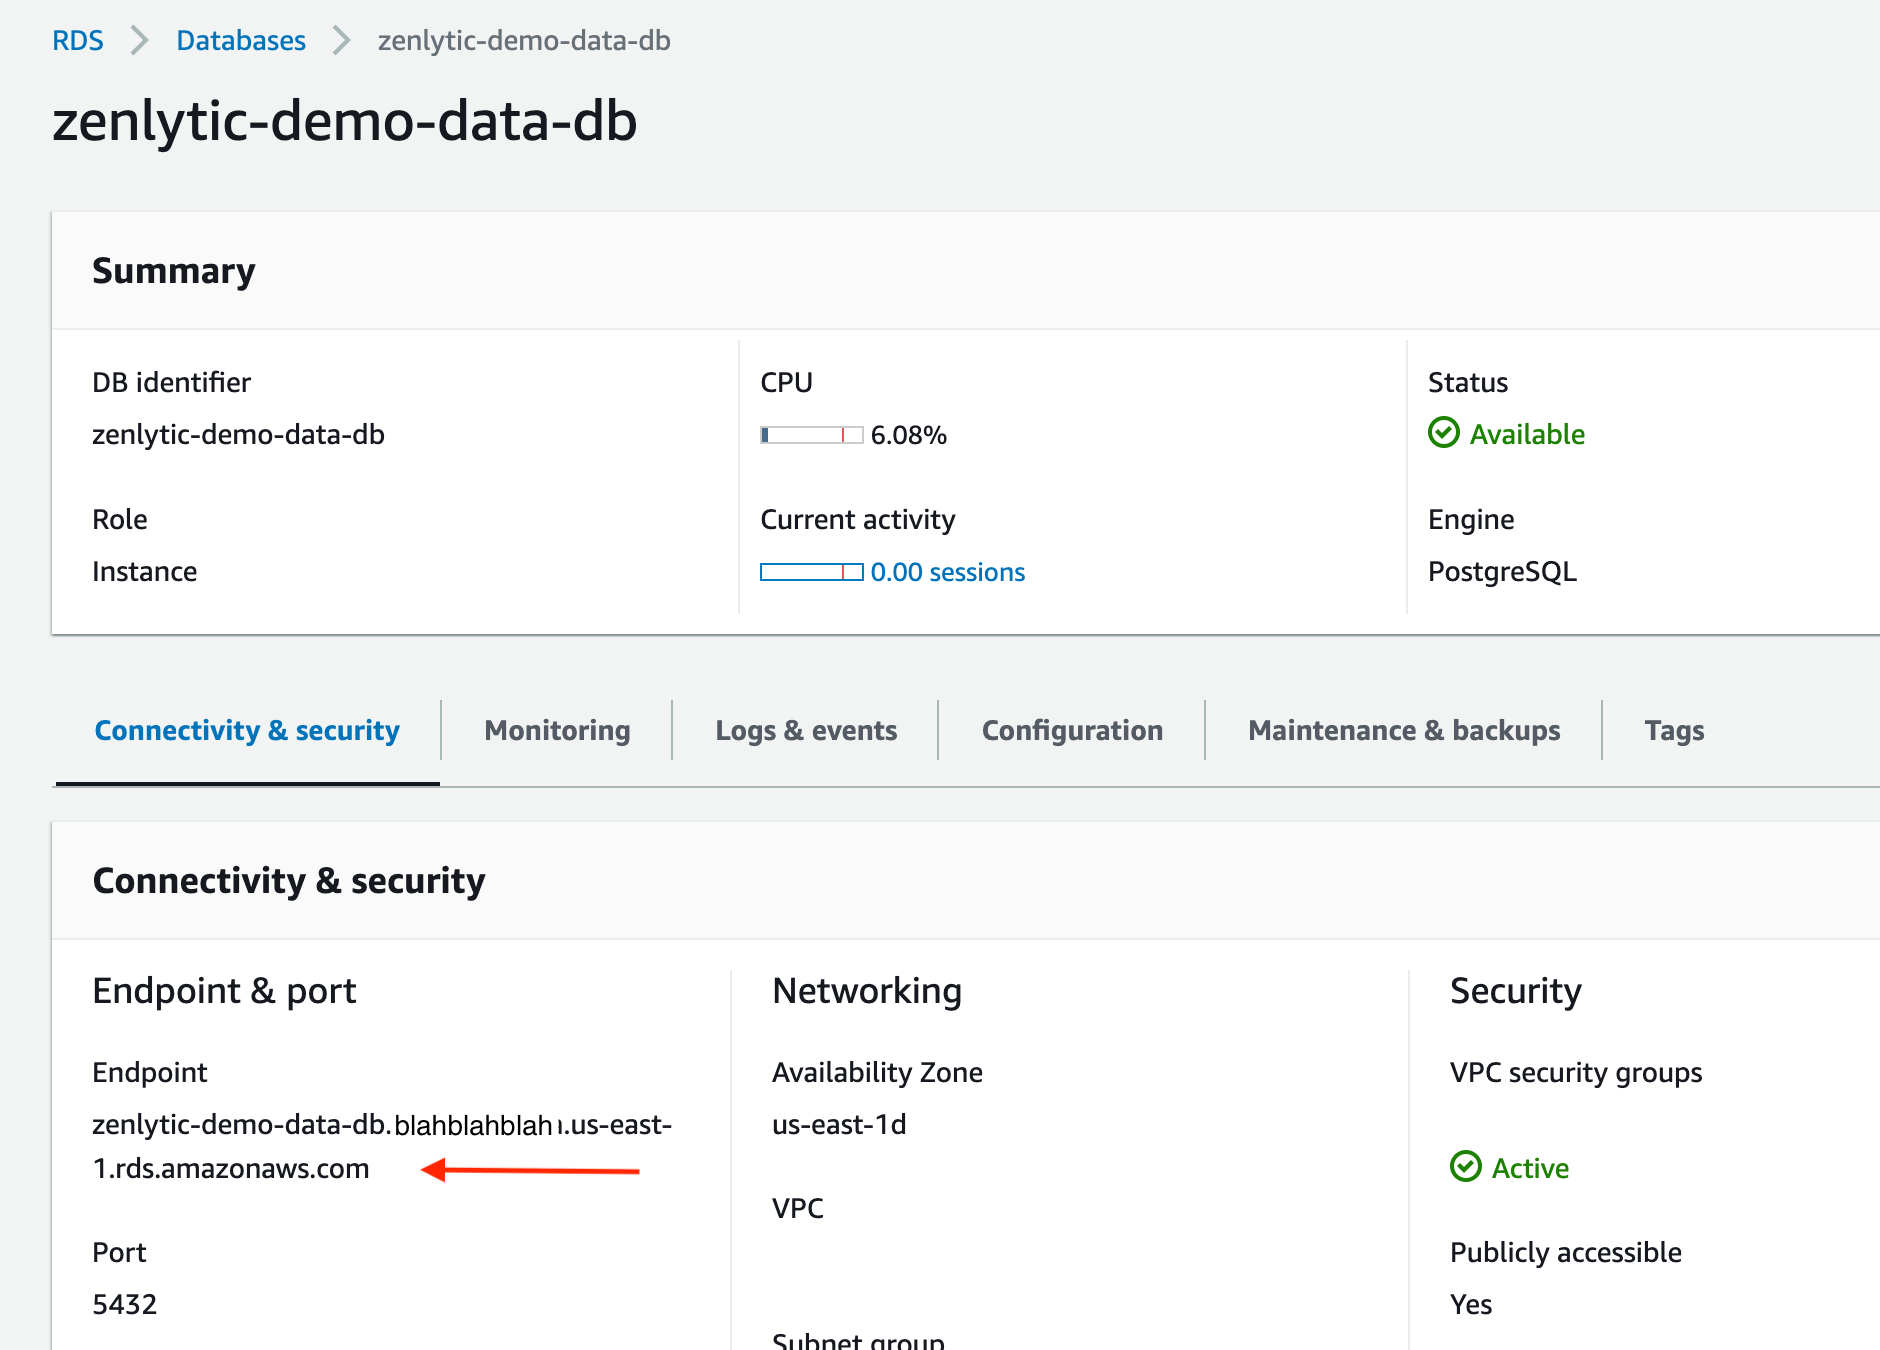 RDS > Databases > zenlytic-demo-data-db
zenlytic-demo-data-db
Summary
DB identifier
zenlytic-demo-data-db
CPU
6.08%
Status
Available
Role
Instance
Current activity
0.00 sessions
Engine
PostgreSQL
Connectivity & security
Monitoring
Logs & events
Configuration
Maintenance & backups
Tags
Connectivity & security
Endpoint & port
Endpoint
zenlytic-demo-data-db.blahblahblah.us-east-
1.rds.amazonaws.com
Port
5432
Networking
Availability Zone
us-east-1d
VPC
Subnet group
Security
VPC security groups
Active
Publicly accessible
Yes